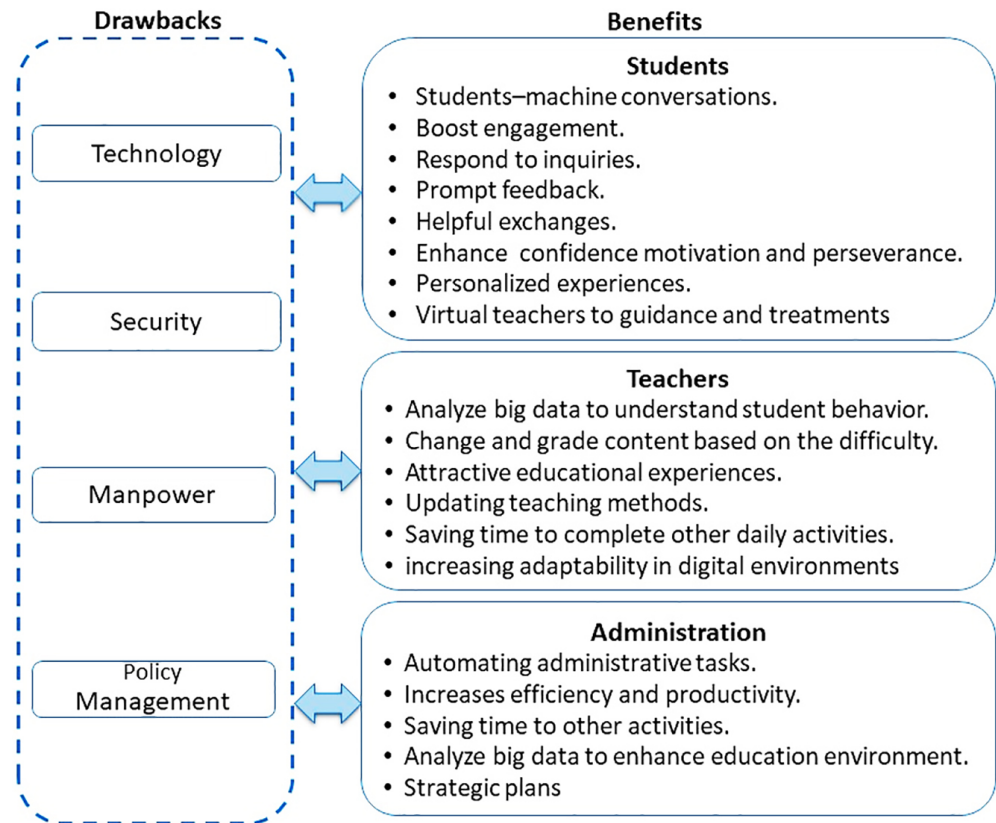 Drawbacks
Technology
Security
Manpower
Policy
Management
Benefits
Students
• Students–machine conversations.
• Boost engagement.
• Respond to inquiries.
• Prompt feedback.
• Helpful exchanges.
• Enhance confidence motivation and perseverance.
• Personalized experiences.
• Virtual teachers to guidance and treatments
Teachers
• Analyze big data to understand student behavior.
• Change and grade content based on the difficulty.
• Attractive educational experiences.
• Updating teaching methods.
• Saving time to complete other daily activities.
• increasing adaptability in digital environments
Administration
• Automating administrative tasks.
• Increases efficiency and productivity.
• Saving time to other activities.
• Analyze big data to enhance education environment.
• Strategic plans